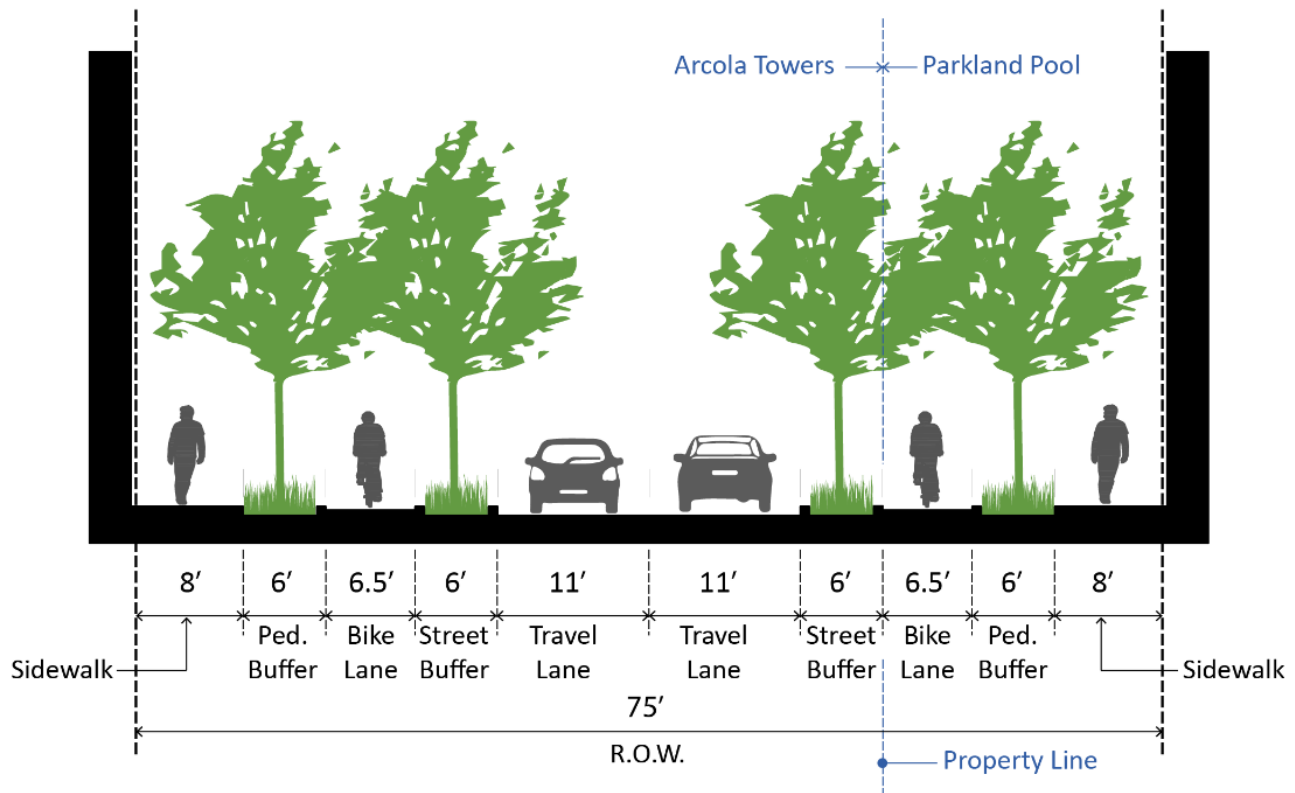 Arcola Towers Parkland Pool
8′ 6′ 6.5′ 6′ 11′ 11′ 6′ 6.5′ 6′ 8′
Ped. Bike Street Travel Travel Street Bike Ped.
Buffer Lane Buffer Lane Lane Buffer Lane Buffer
Sidewalk Sidewalk
75′
R.O.W.
Property Line